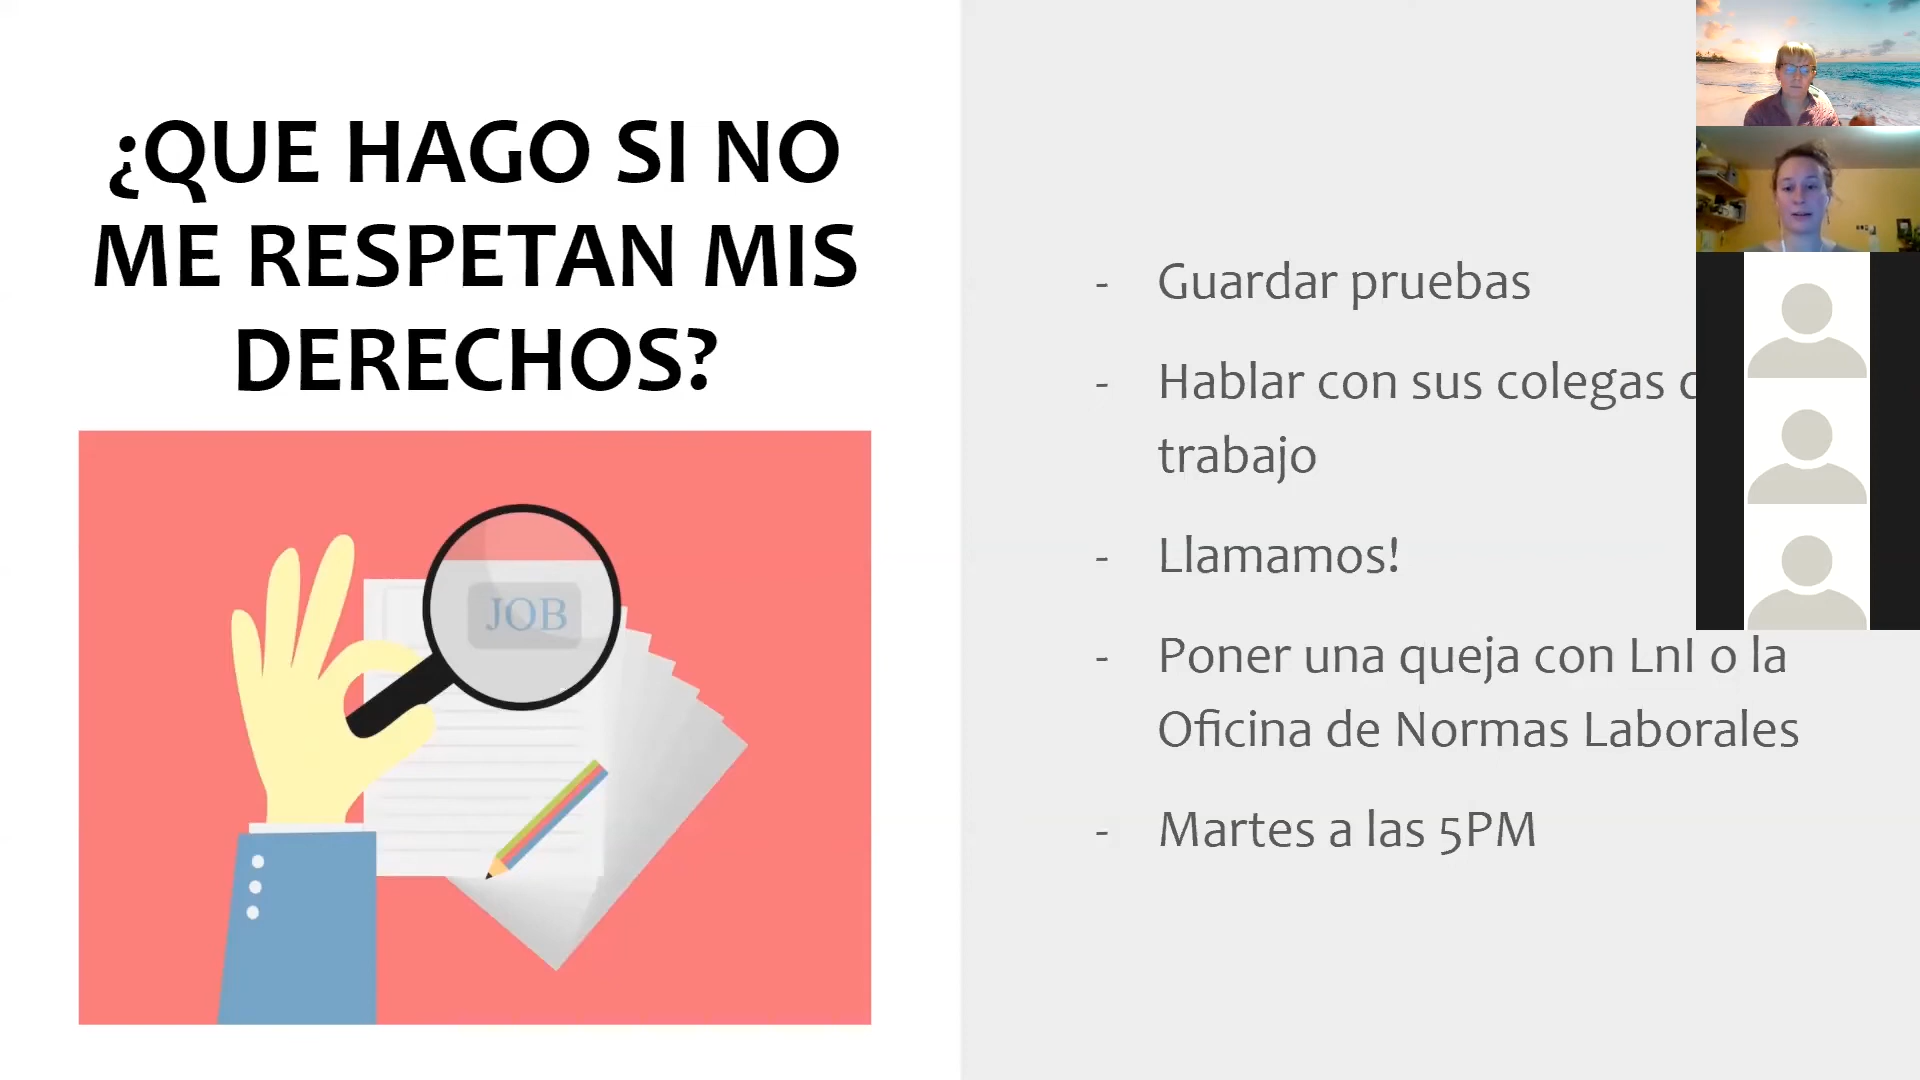 ¿QUE HAGO SI NO
ME RESPETAN MIS
DERECHOS?
JOB
- Guardar pruebas
- Hablar con sus colegas
trabajo
- Llamamos!
- Poner una queja con LnI o la
Oficina de Normas Laborales
- Martes a las 5PM